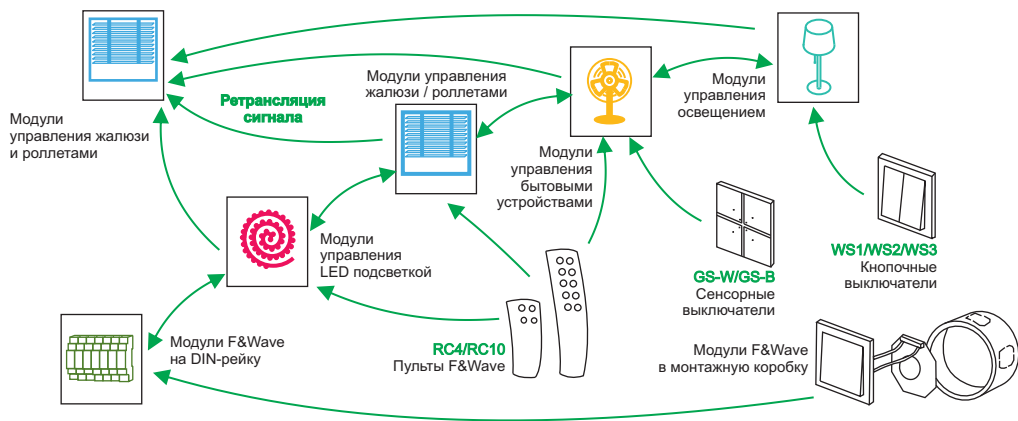 Модули
управления жалюзи
и роллетами
Ретрансляция
сигнала
Модули управления
жалюзи / роллетами
Модули
управления
бытовыми
устройствами
Модули
управления
освещением
Модули
управления
LED подсветкой
GS-W/GS-B
Сенсорные
выключатели
WS1/WS2/WS3
Кнопочные
выключатели
Модули F&Wave
на DIN-рейку
RC4/RC10
Пульты F&Wave
Модули F&Wave
в монтажную коробку